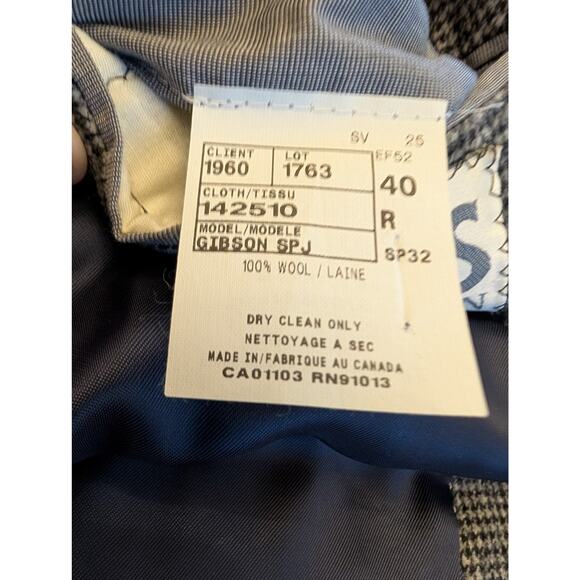 SV 25
CLIENT LOT EF52
1960 1763 40
CLOTH/TISSU
142510 R
MODEL/MODELE
GIBSON SPJ SP32
100% WOOL / LAINE
DRY CLEAN ONLY
NETTOYAGE A SEC
MADE IN/FABRIQUE AU CANADA
CA01103 RN91013
S